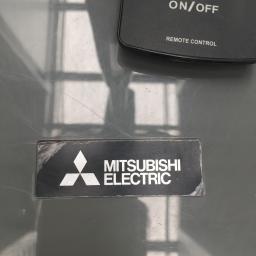 ON/OFF
REMOTE CONTROL
MITSUBISHI
ELECTRIC